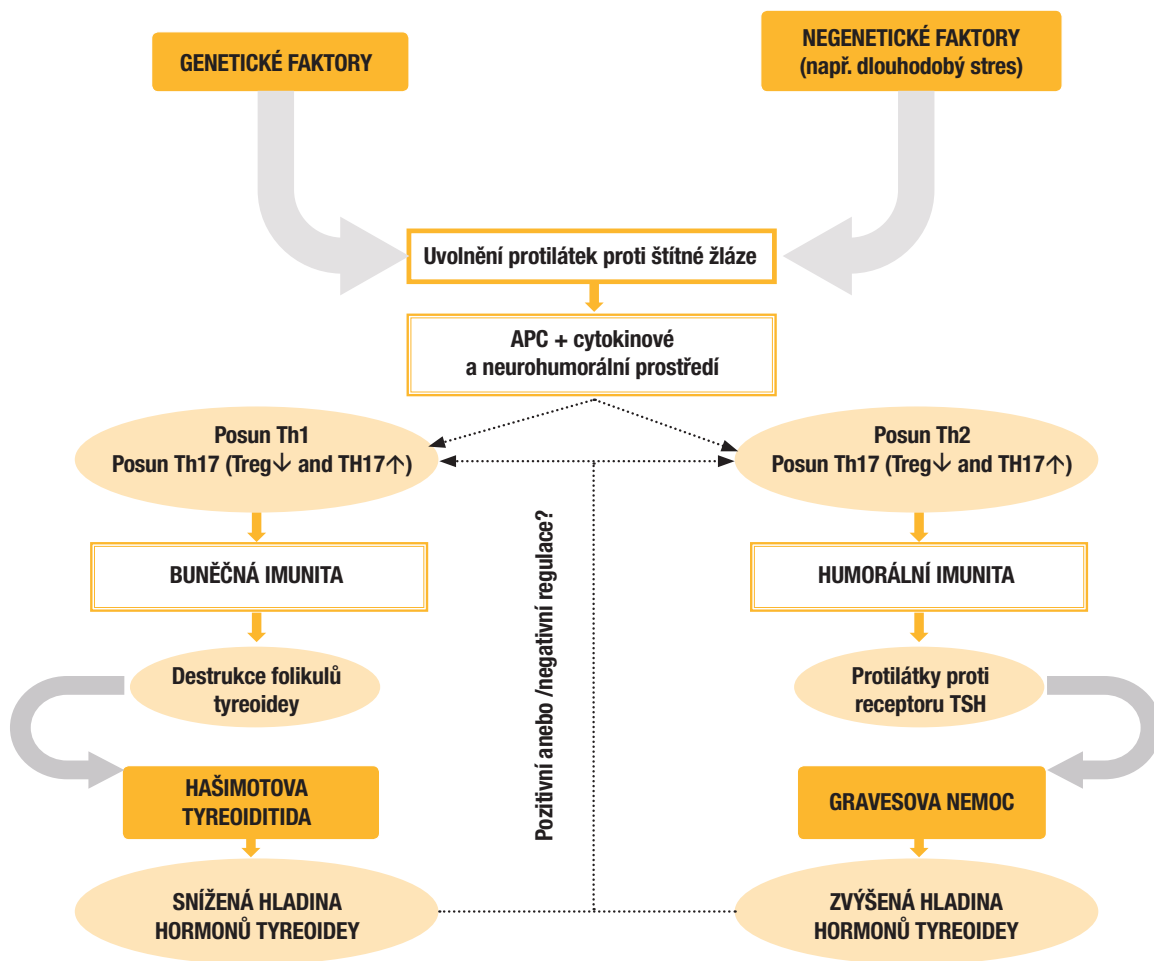 GENETICKÉ FAKTORY
NEGENETICKÉ FAKTORY
(např. dlouhodobý stres)
Uvolnění protilátek proti štítné žláze
APC + cytokinové
a neurohumorální prostředí
Posun Th1
Posun Th17 (Treg↓ and TH17↑)
Posun Th2
Posun Th17 (Treg↓ and TH17↑)
BUNĚČNÁ IMUNITA
HUMORÁLNÍ IMUNITA
Pozitivní anebo /negativní regulace?
Destrukce folikulů
tyreoidey
Protilátky proti
receptoru TSH
HAŠIMOTOVA
TYREOIDITIDA
GRAVESOVA NEMOC
SNÍŽENÁ HLADINA
HORMONŮ TYREOIDEY
ZVÝŠENÁ HLADINA
HORMONŮ TYREOIDEY